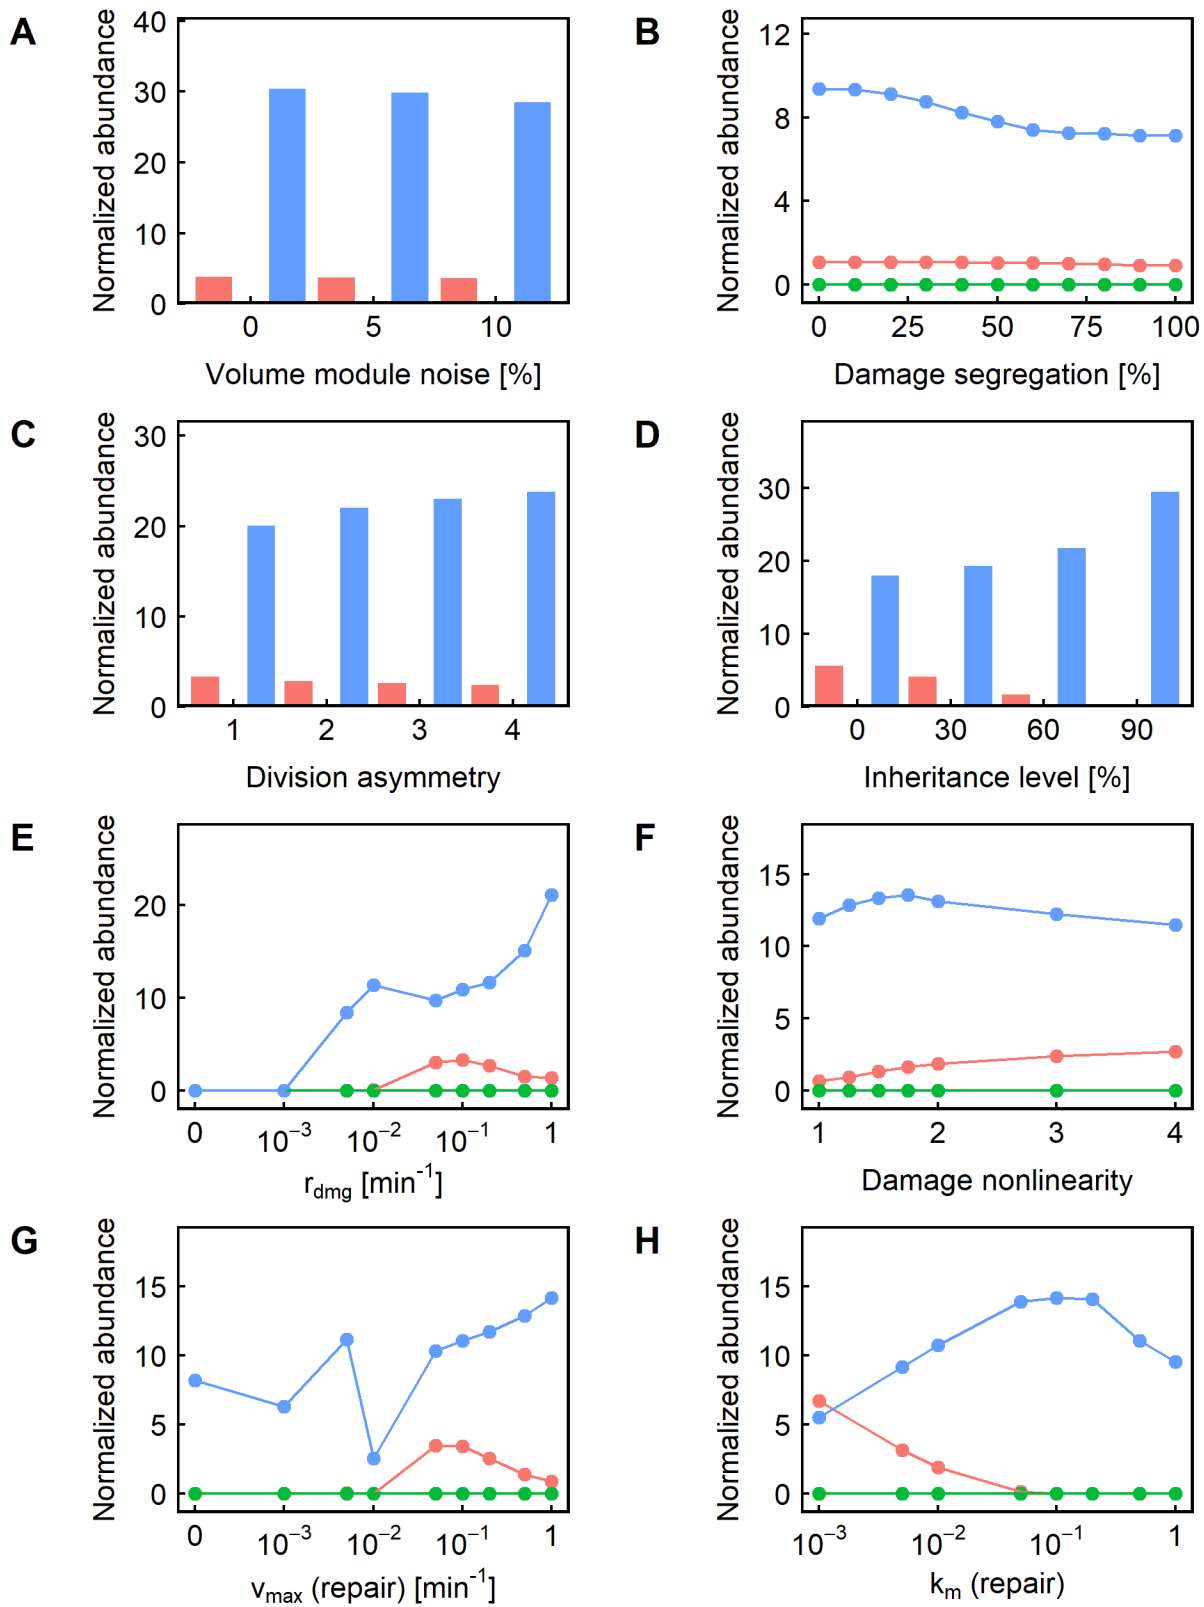 A
Normalized abundance
40
30
20
10
0
0 5 10
Volume module noise [%]
B
Normalized abundance
12
8
4
0
0 25 50 75 100
Damage segregation [%]
C
Normalized abundance
30
20
10
0
1 2 3 4
Division asymmetry
D
Normalized abundance
30
20
10
0
0 30 60 90
Inheritance level [%]
E
Normalized abundance
20
10
0
0 10⁻³ 10⁻² 10⁻¹ 1
r_dmg [min⁻¹]
F
Normalized abundance
15
10
5
0
1 2 3 4
Damage nonlinearity
G
Normalized abundance
15
10
5
0
0 10⁻³ 10⁻² 10⁻¹ 1
v_max (repair) [min⁻¹]
H
Normalized abundance
15
10
5
0
10⁻³ 10⁻² 10⁻¹ 1
k_m (repair)